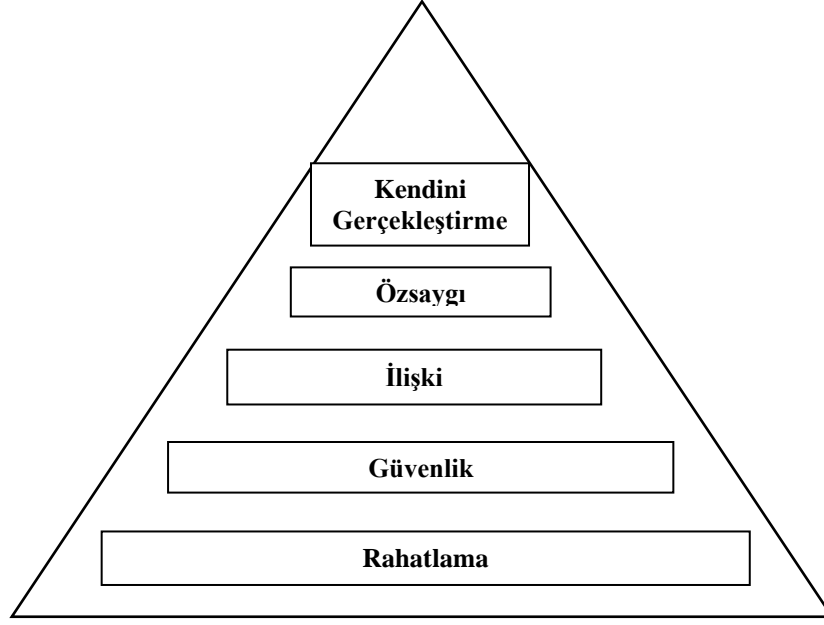 Kendini
Gerçekleştirme
Özsaygı
İlişki
Güvenlik
Rahatlama